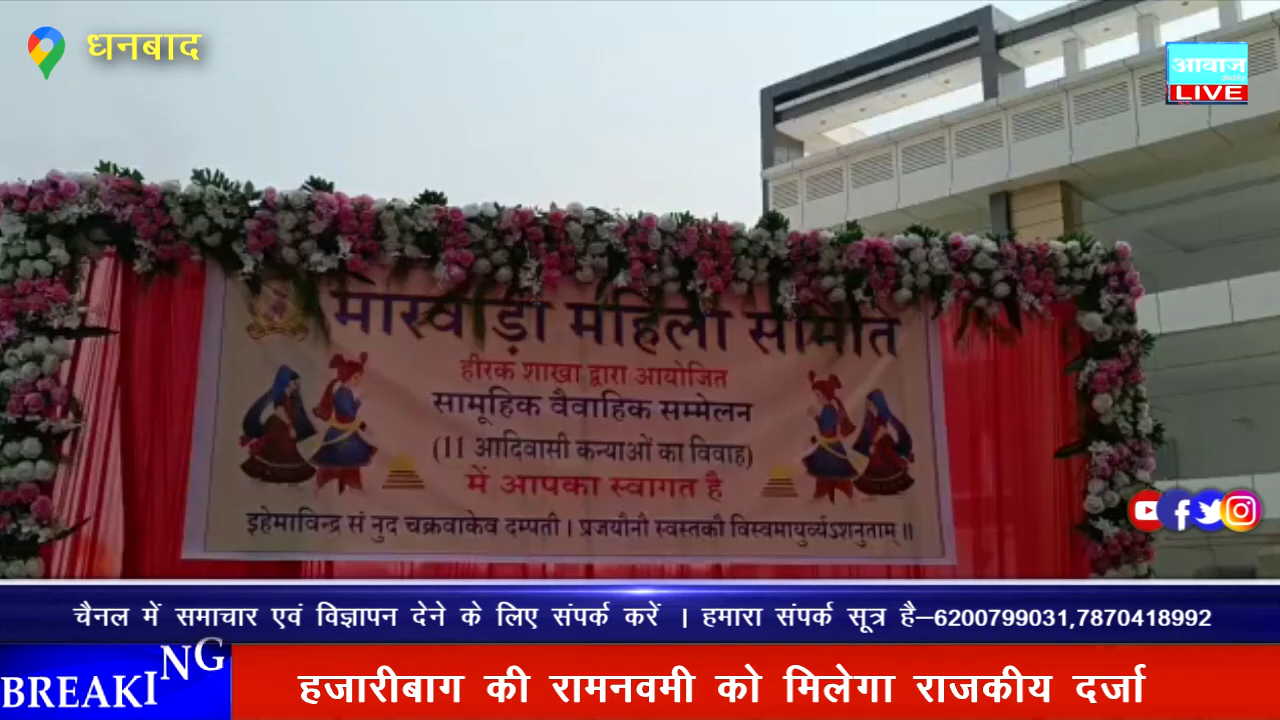 धनबाद
आवाज
LIVE
मारवाड़ी महिला समिति
हीरक शाखा द्वारा आयोजित
सामूहिक वैवाहिक सम्मेलन
(11 आदिवासी कन्याओं का विवाह)
में आपका स्वागत है
इहेमाविन्द्र सं नुद चक्रवाकेव दम्पती । प्रजयौनौ स्वस्तकौ विस्वमायुर्व्यऽशनुताम् ॥
चैनल में समाचार एवं विज्ञापन देने के लिए संपर्क करें । हमारा संपर्क सूत्र है–6200799031,7870418992
BREAKING
हजारीबाग की रामनवमी को मिलेगा राजकीय दर्जा